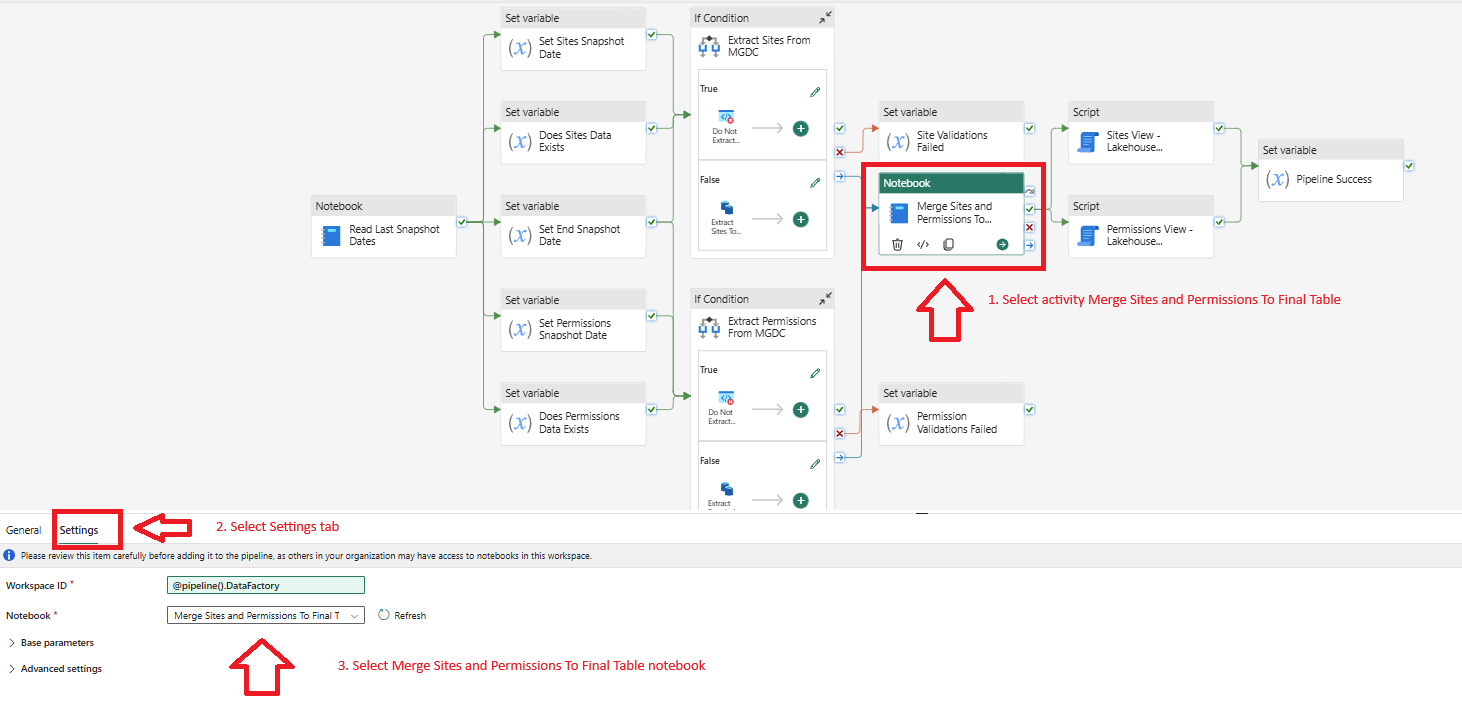 Set variable
Set Sites Snapshot
Date
Set variable
Does Sites Data
Exists
Notebook
Read Last Snapshot
Dates
Set variable
Set End Snapshot
Date
Set variable
Set Permissions
Snapshot Date
Set variable
Does Permissions
Data Exists
If Condition
Extract Sites From
MGDC
True
Do Not
Extract...
False
Extract
Sites To...
If Condition
Extract Permissions
From MGDC
True
Do Not
Extract...
False
Extract
Set variable
Site Validations
Failed
Notebook
Merge Sites and
Permissions To...
1. Select activity Merge Sites and Permissions To Final Table
Set variable
Permission
Validations Failed
Script
Sites View -
Lakehouse...
Script
Permissions View -
Lakehouse...
Set variable
Pipeline Success
General
Settings
2. Select Settings tab
Please review this item carefully before adding it to the pipeline, as others in your organization may have access to notebooks in this workspace.
Workspace ID *
@pipeline().DataFactory
Notebook *
Merge Sites and Permissions To Final T
Refresh
Base parameters
Advanced settings
3. Select Merge Sites and Permissions To Final Table notebook